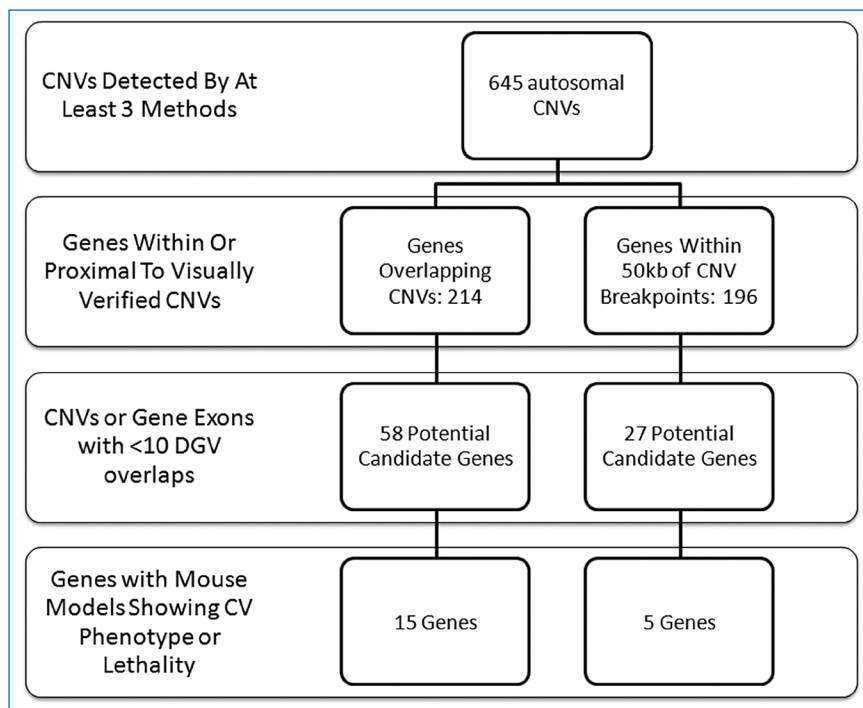 CNVs Detected By At
Least 3 Methods
645 autosomal
CNVs
Genes Within Or
Proximal To Visually
Verified CNVs
Genes
Overlapping
CNVs: 214
Genes Within
50kb of CNV
Breakpoints: 196
CNVs or Gene Exons
with <10 DGV
overlaps
58 Potential
Candidate Genes
27 Potential
Candidate Genes
Genes with Mouse
Models Showing CV
Phenotype or
Lethality
15 Genes
5 Genes